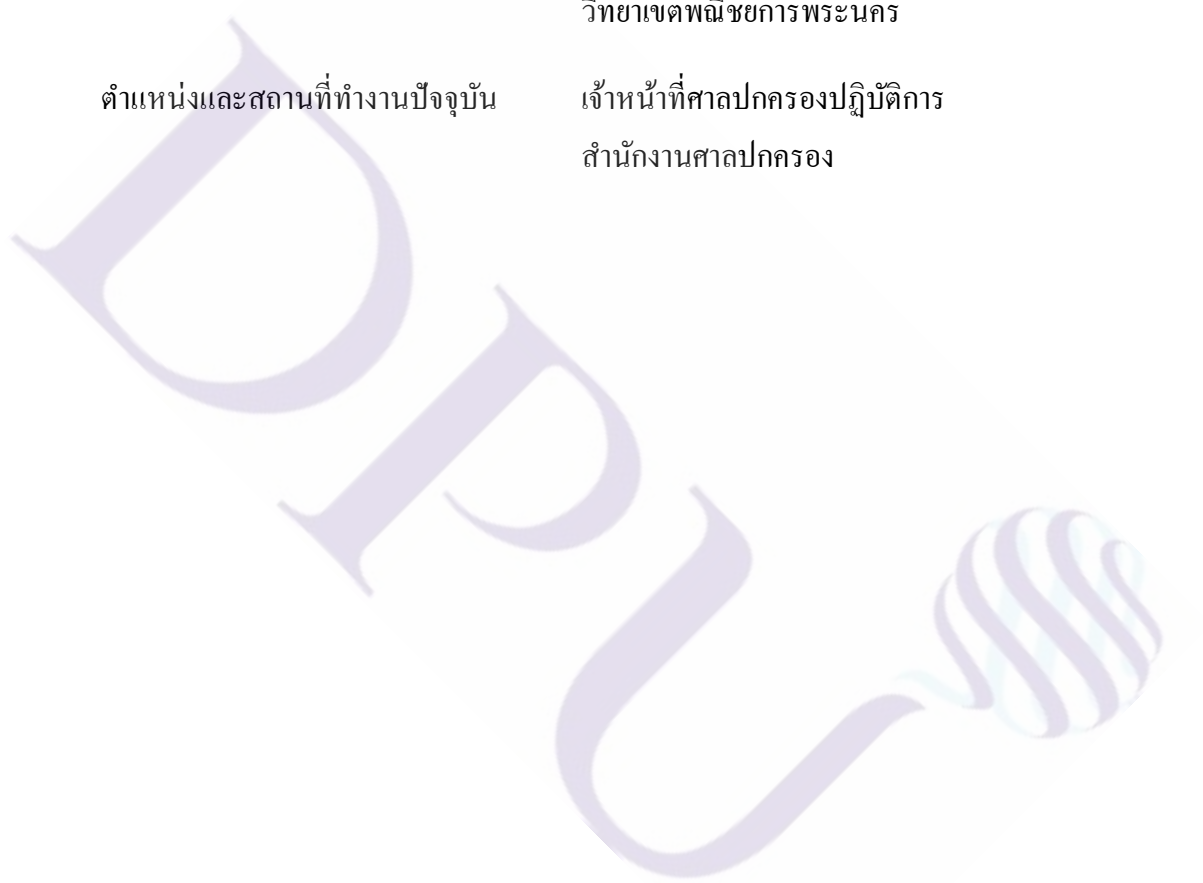 วิทยาเขตพณิชยการพระนคร
ตำแหน่งและสถานที่ทำงานปัจจุบัน เจ้าหน้าที่ศาลปกครองปฏิบัติการ
สำนักงานศาลปกครอง
DPU